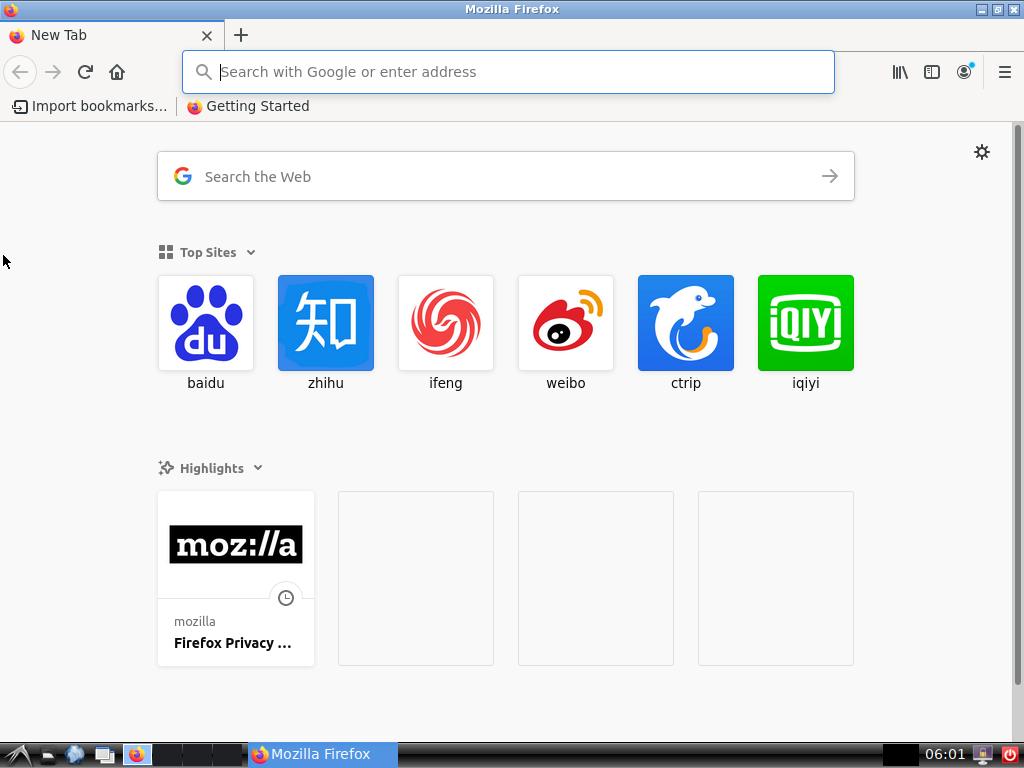 Mozilla Firefox
New Tab
Search with Google or enter address
Import bookmarks...
Getting Started
Search the Web
Top Sites
du
知
iQIYI
baidu
zhihu
ifeng
weibo
ctrip
iqiyi
Highlights
moz://a
mozilla
Firefox Privacy ...
Mozilla Firefox
06:01